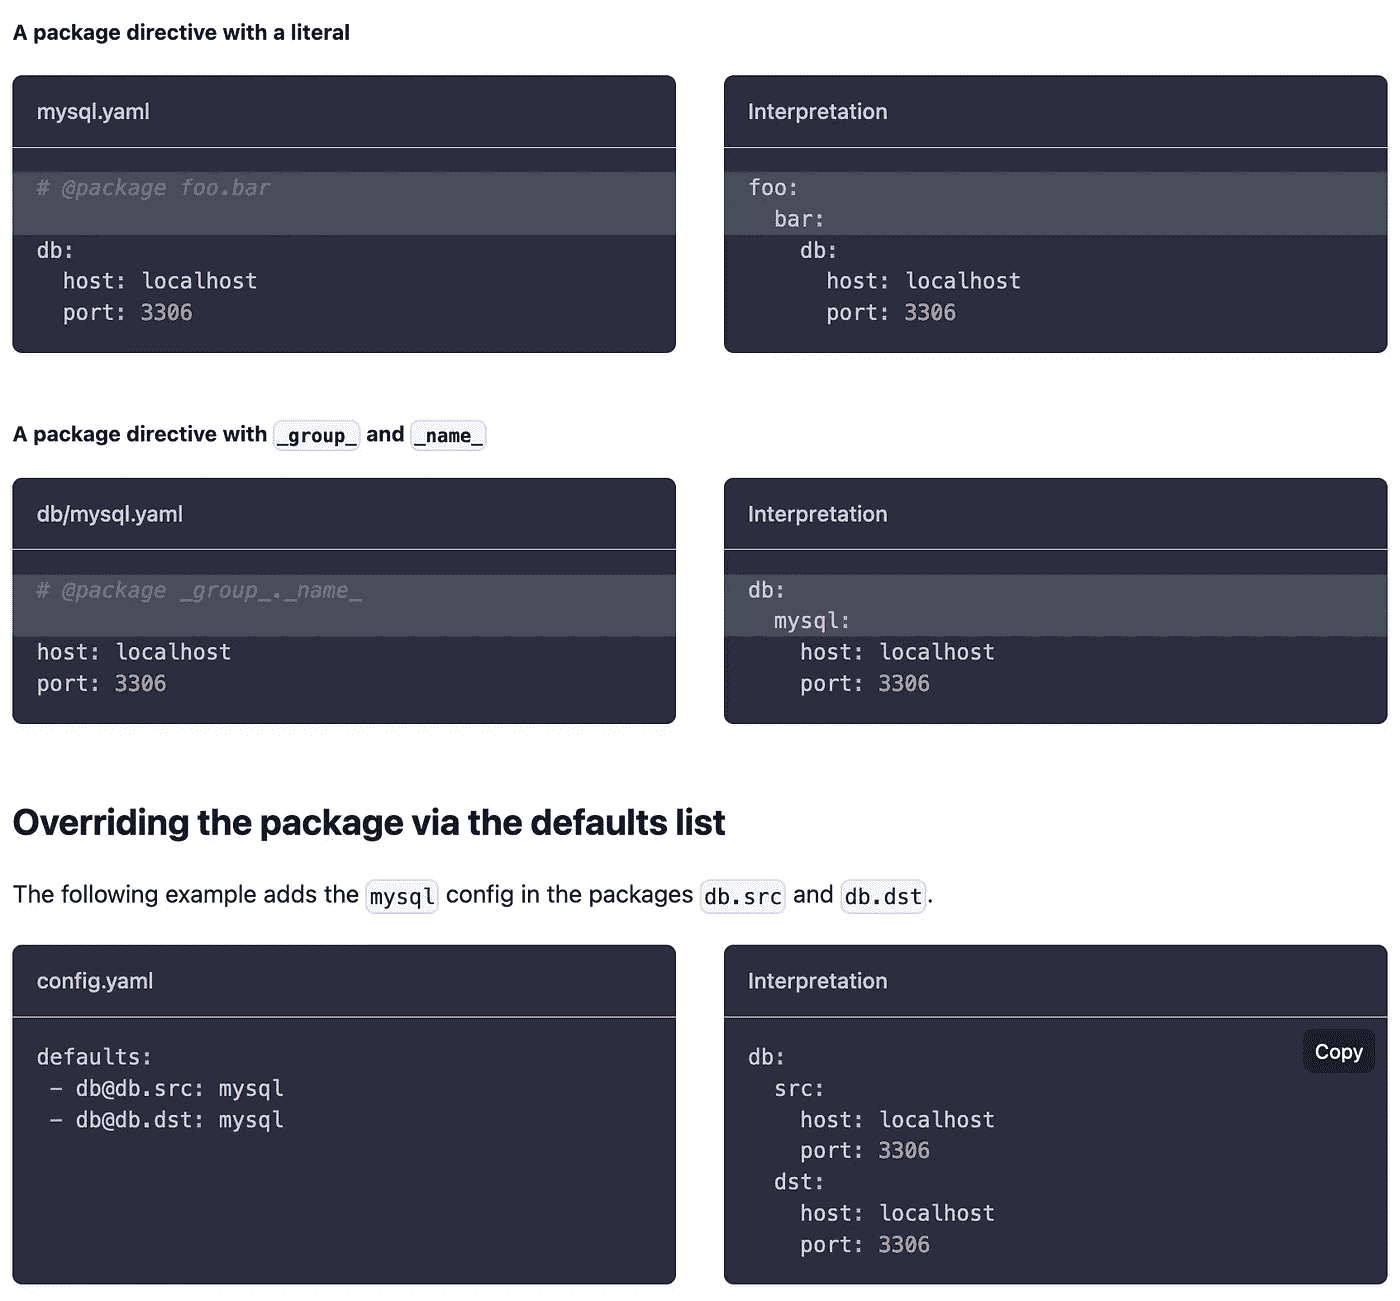 A package directive with a literal
mysql.yaml
# @package foo.bar
db:
  host: localhost
  port: 3306
Interpretation
foo:
  bar:
    db:
      host: localhost
      port: 3306
A package directive with _group_ and _name_
db/mysql.yaml
# @package _group_._name_
host: localhost
port: 3306
Interpretation
db:
  mysql:
    host: localhost
    port: 3306
Overriding the package via the defaults list
The following example adds the mysql config in the packages db.src and db.dst.
config.yaml
defaults:
 - db@db.src: mysql
 - db@db.dst: mysql
Interpretation
Copy
db:
  src:
    host: localhost
    port: 3306
  dst:
    host: localhost
    port: 3306